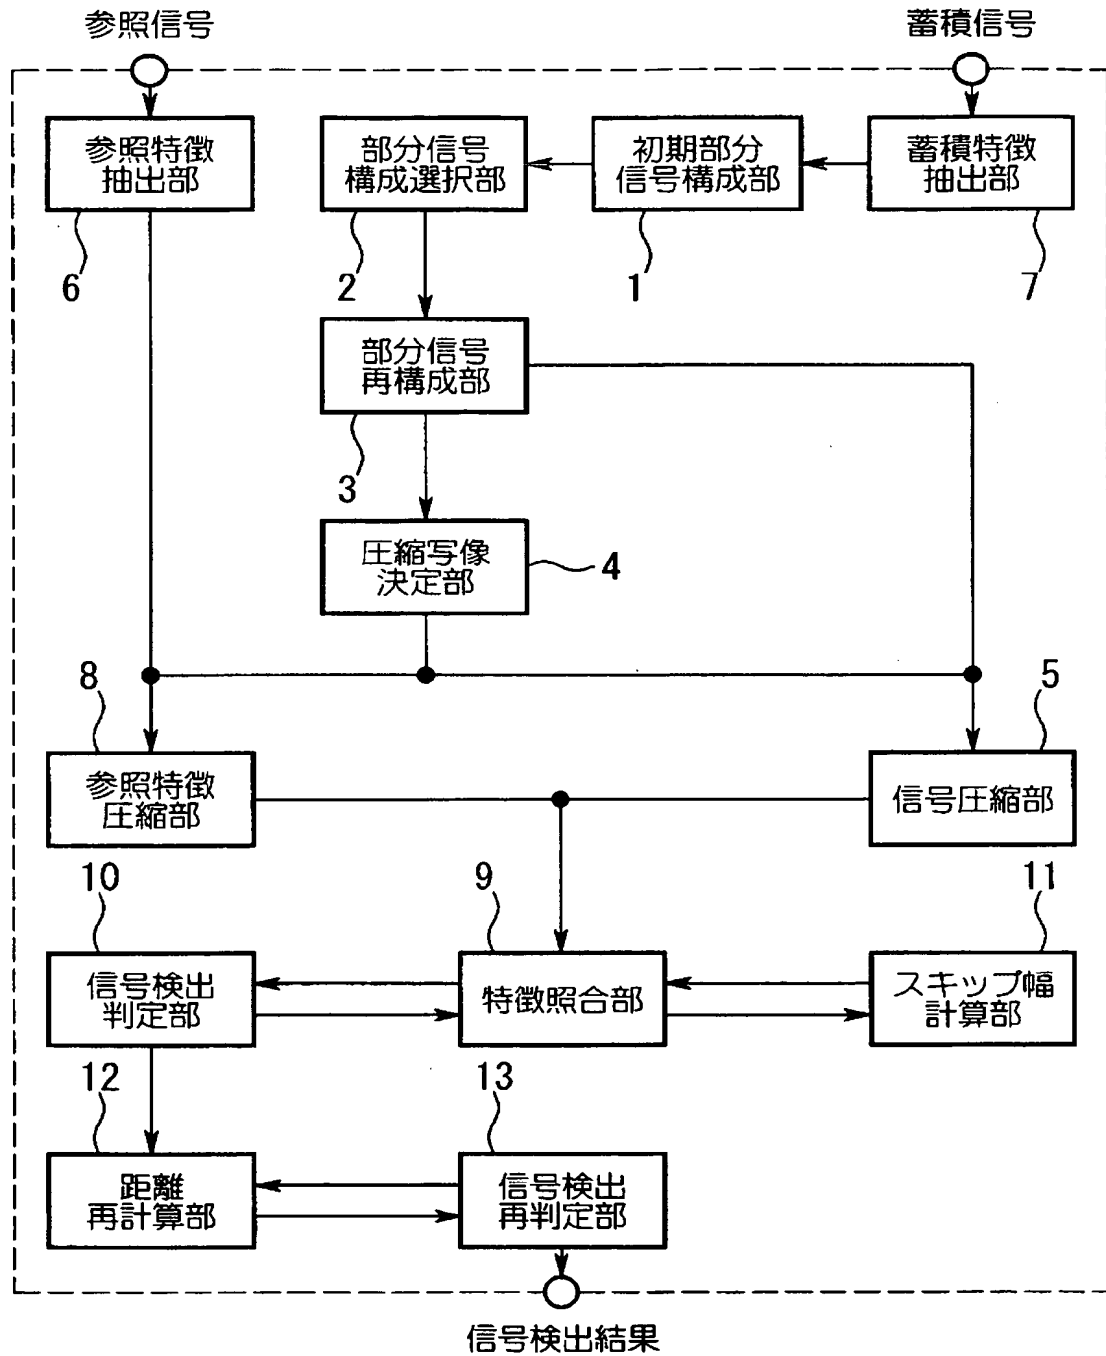 参照信号
蓄積信号
参照特徴
抽出部
部分信号
構成選択部
初期部分
信号構成部
蓄積特徴
抽出部
6
2
1
7
部分信号
再構成部
3
圧縮写像
決定部
4
8
5
参照特徴
圧縮部
信号圧縮部
10
9
11
信号検出
判定部
特徴照合部
スキップ幅
計算部
12
13
距離
再計算部
信号検出
再判定部
信号検出結果